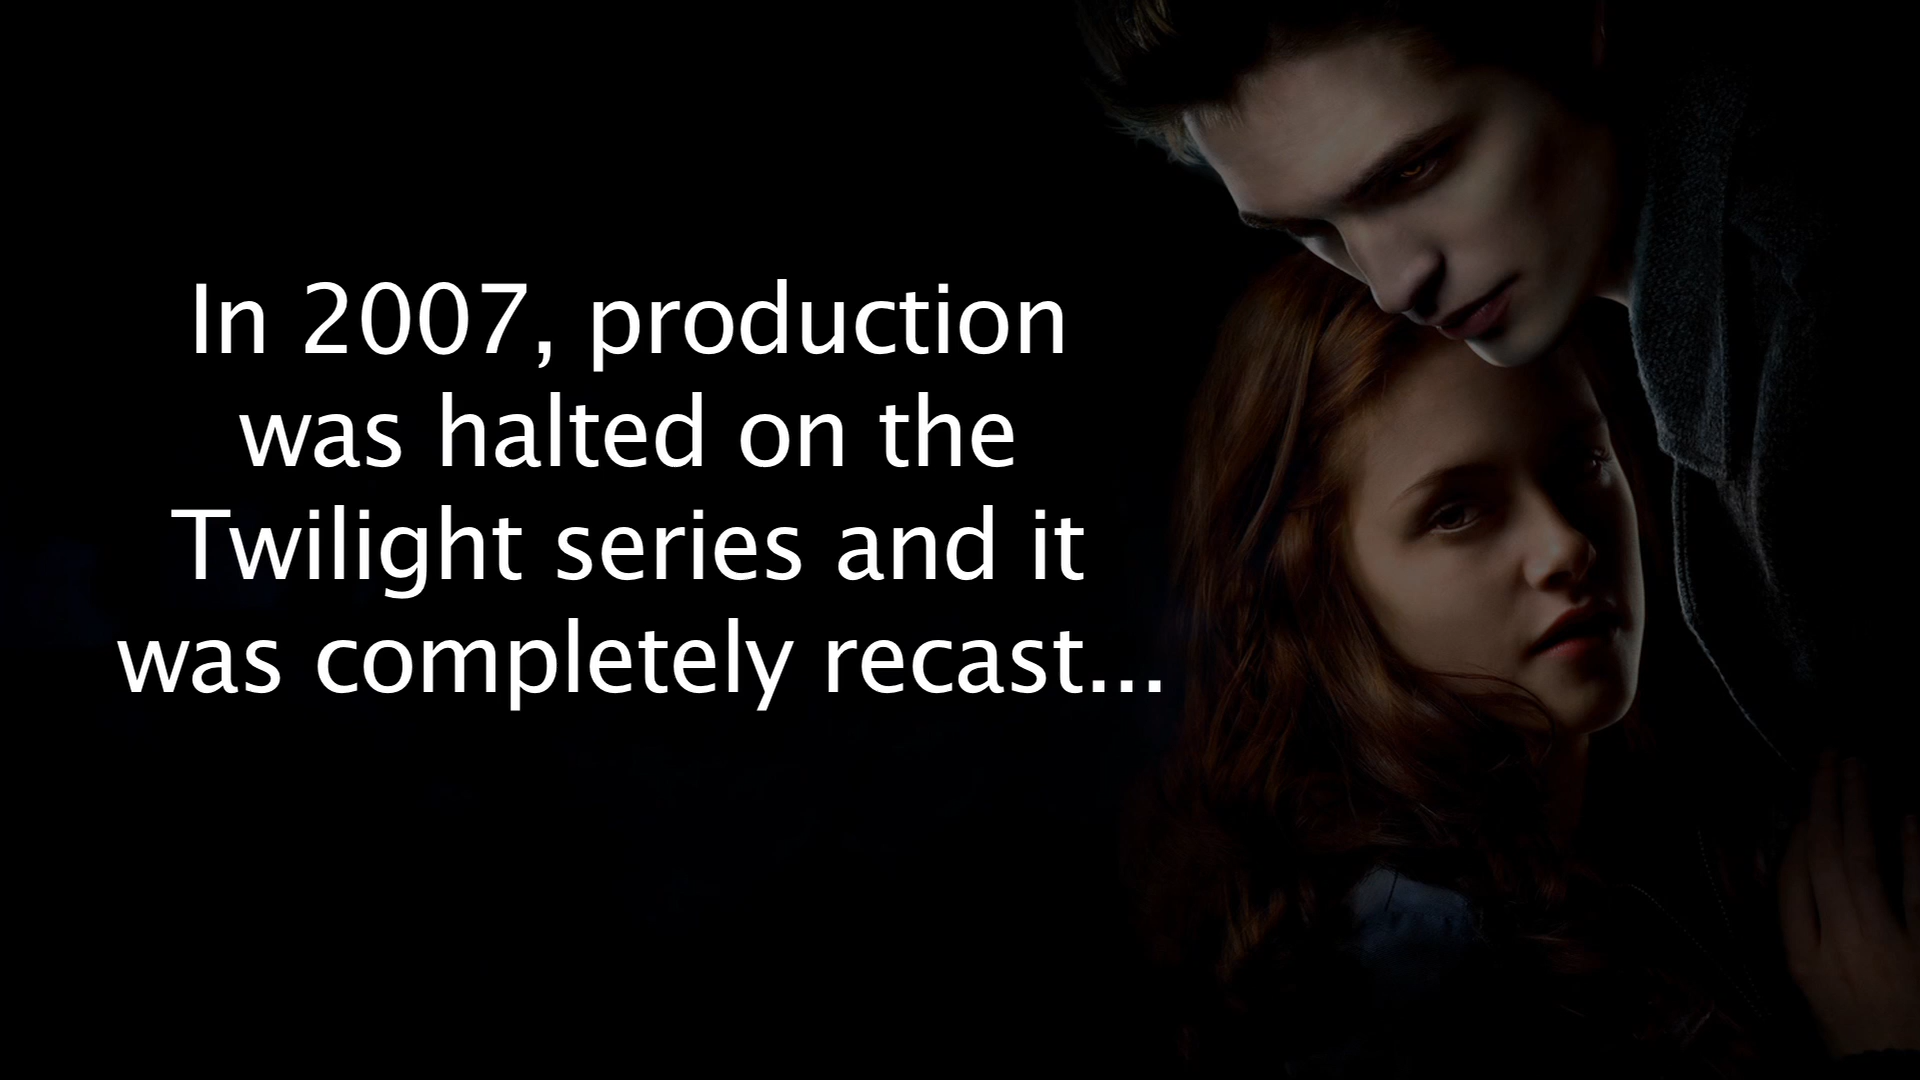 In 2007, production
was halted on the
Twilight series and it
was completely recast...